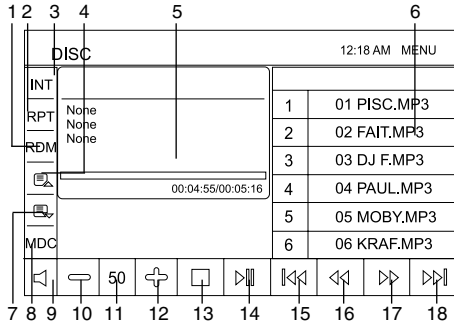 1 2 3 4 5 6
DISC 12:18 AM MENU
INT
RPT
RDM
MDC
None
None
None
00:04:55/00:05:16
1 01 PISC.MP3
2 02 FAIT.MP3
3 03 DJ F.MP3
4 04 PAUL.MP3
5 05 MOBY.MP3
6 06 KRAF.MP3
50
7 8 9 10 11 12 13 14 15 16 17 18